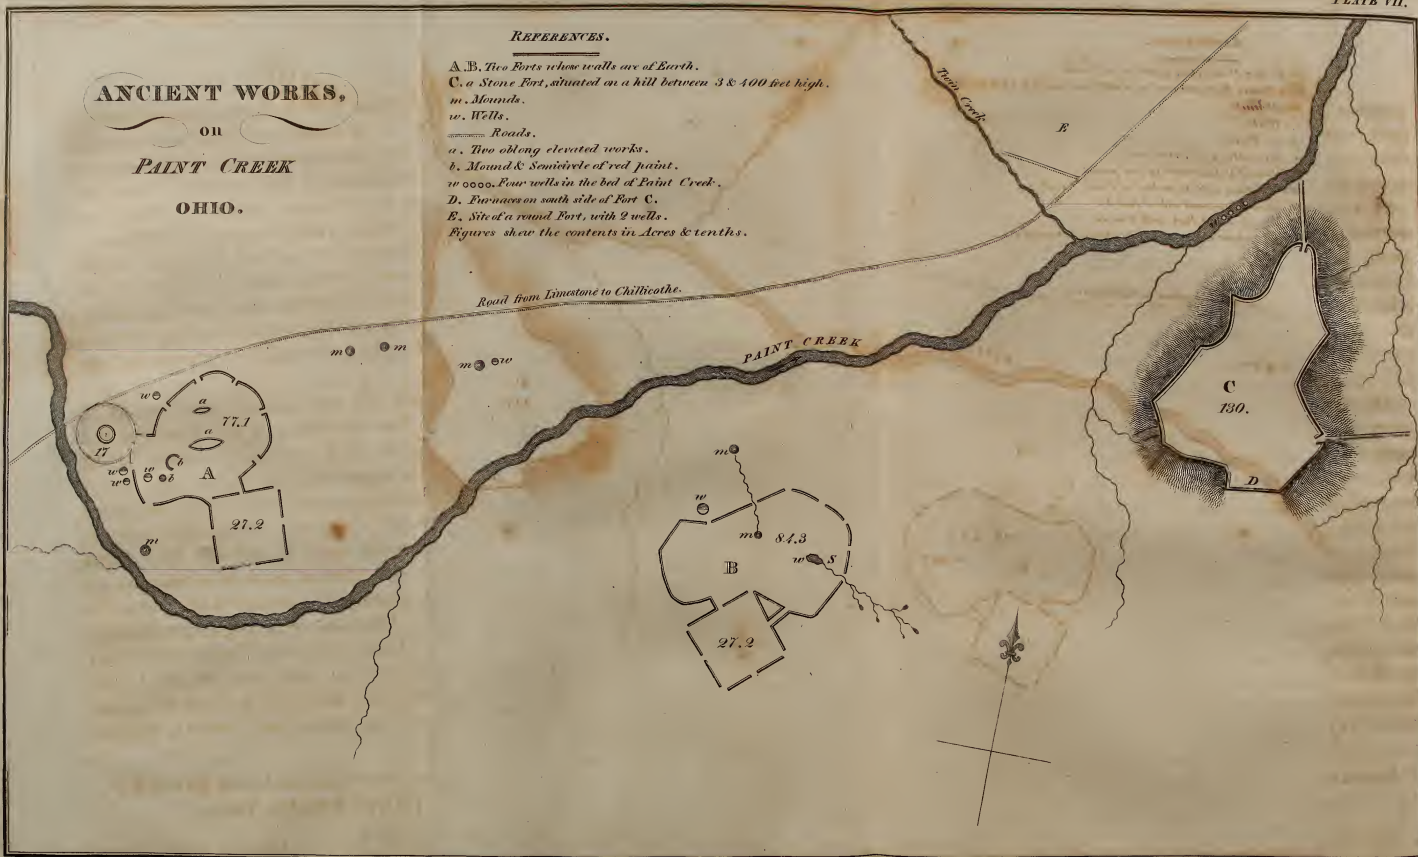 PLATE VII.
ANCIENT WORKS,
on
PAINT CREEK
OHIO.
REFERENCES.
A.B. Two Forts whose walls are of Earth.
C. a Stone Fort, situated on a hill between 3 & 400 feet high.
m. Mounds.
w. Wells.
Roads.
a. Two oblong elevated works.
b. Mound & Semicircle of red paint.
w oooo. Four wells in the bed of Paint Creek.
D. Furnaces on south side of Fort C.
E. Site of a round Fort, with 2 wells.
Figures shew the contents in Acres & tenths.
Twin Creek
E
Road from Limestone to Chillicothe.
PAINT CREEK
m
m
m
w
w
a
77.1
a
17
b
w
w
w
b
A
27.2
m
m
w
m
84.3
B
w
S
27.2
C
130.
D